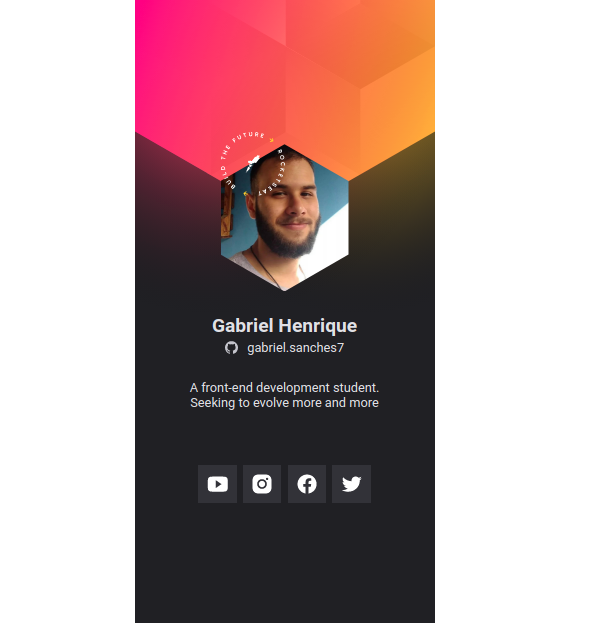 BUILD THE FUTURE
ROCKETSEAT
Gabriel Henrique
gabriel.sanches7
A front-end development student.
Seeking to evolve more and more